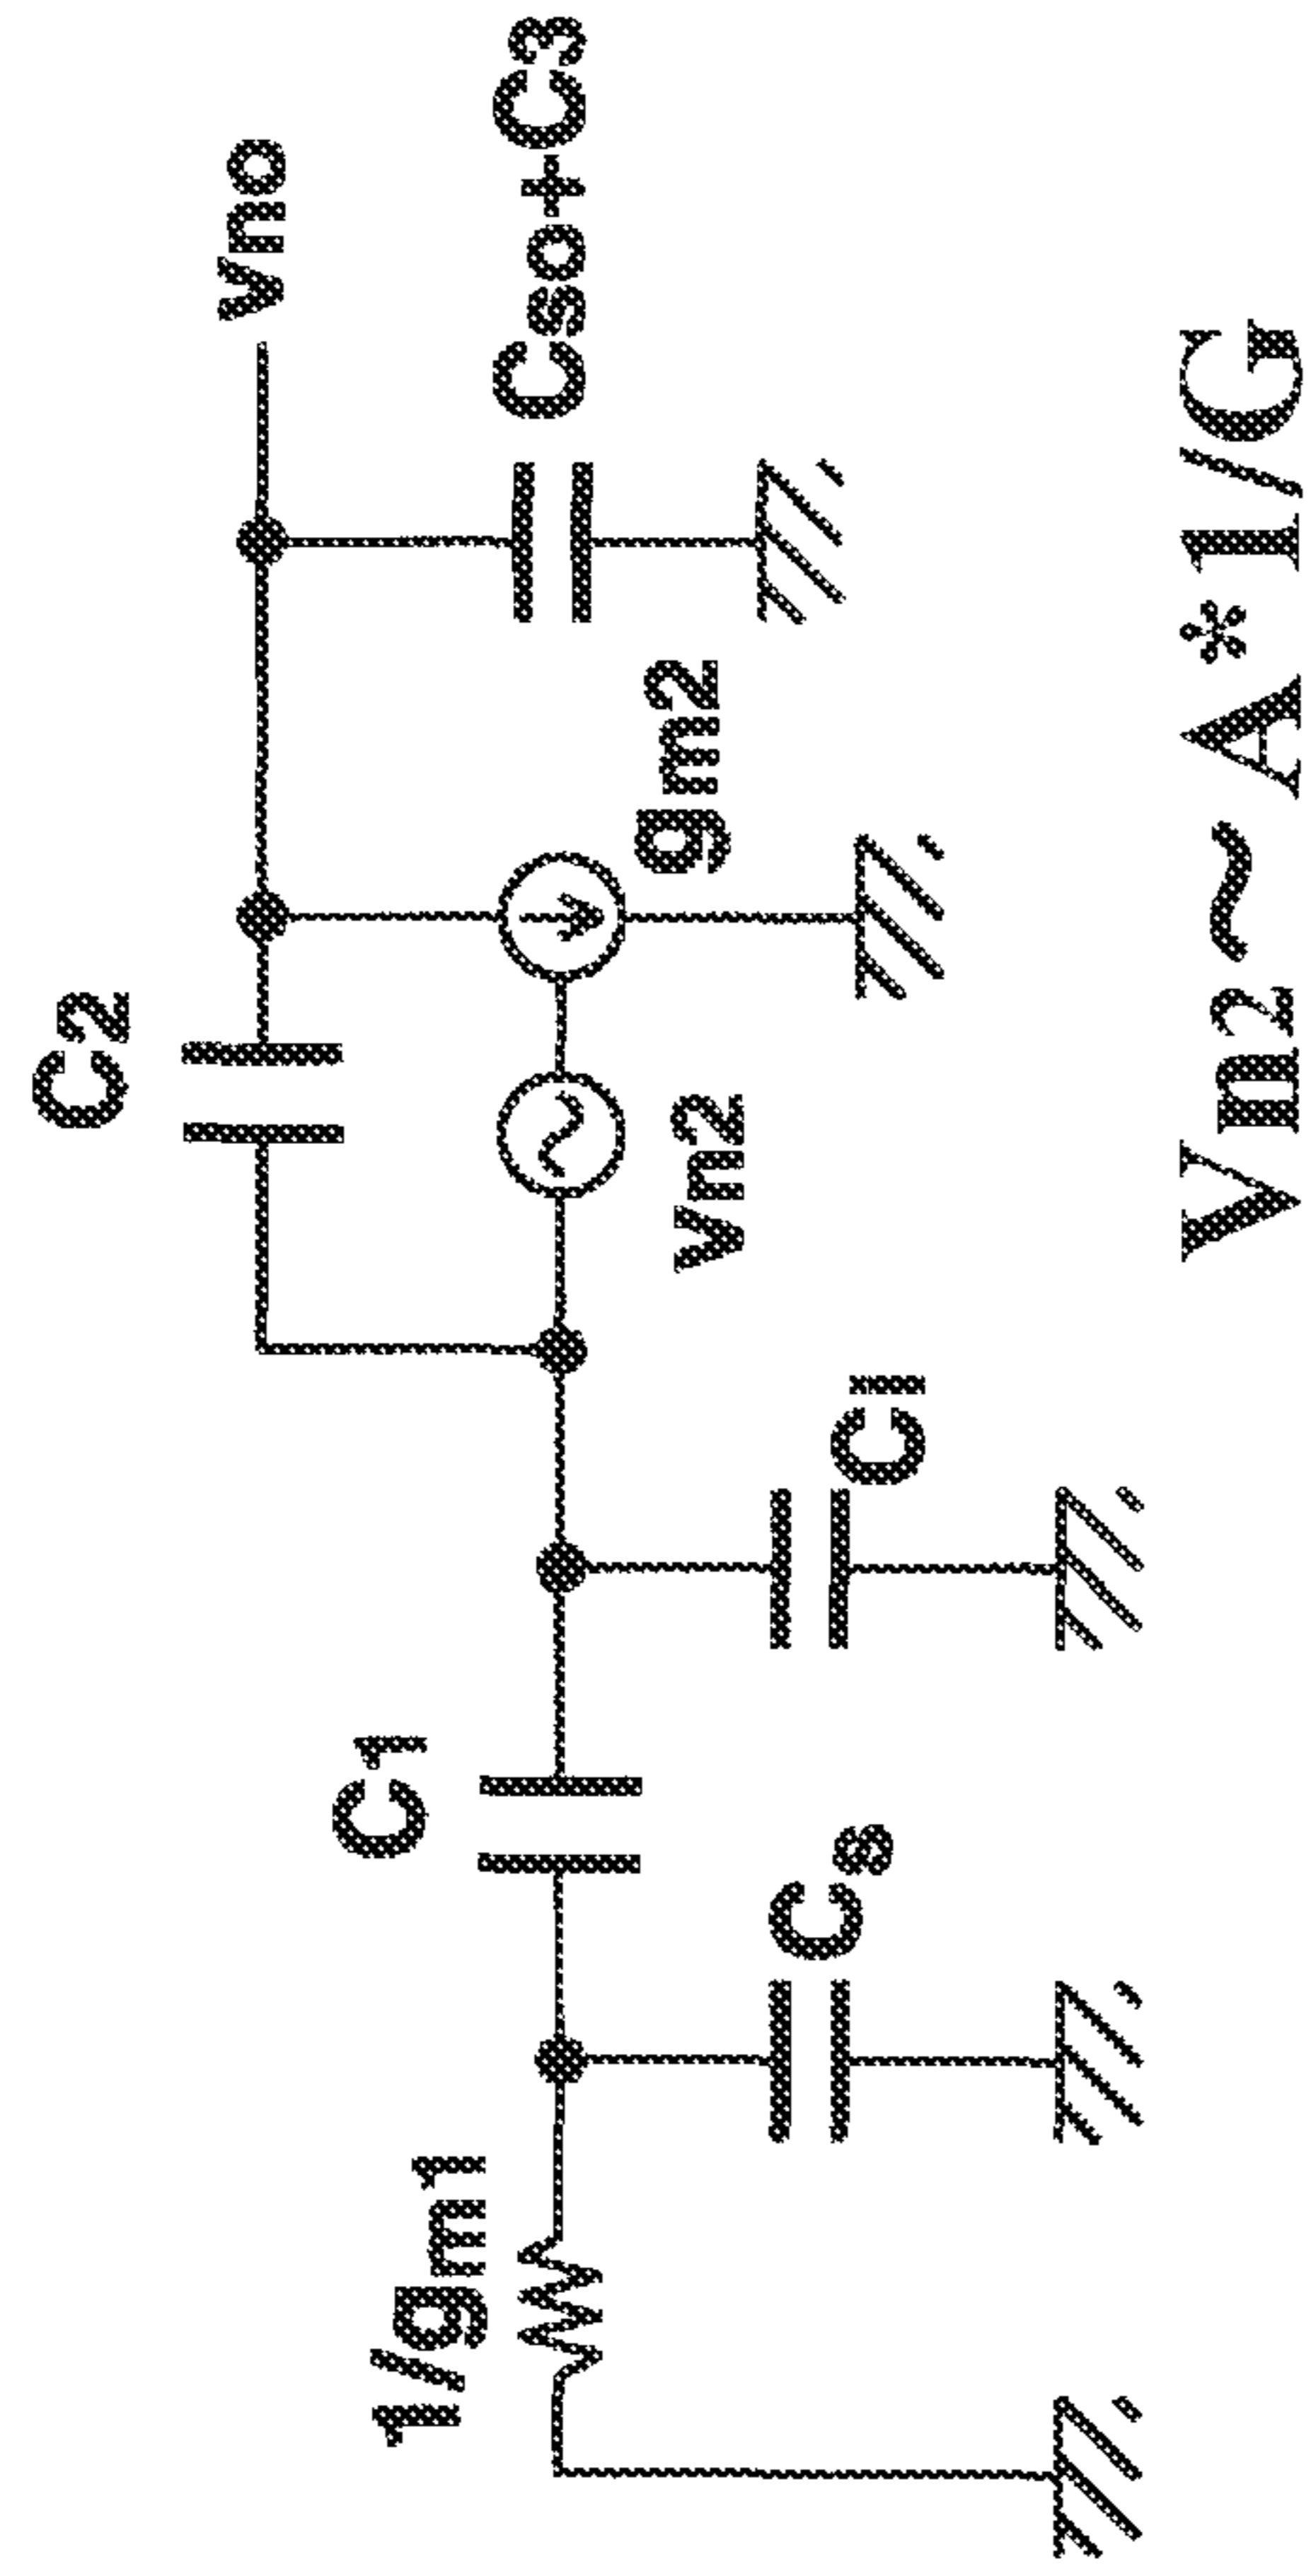 C2
vno
C1
1/gm1
vn2
gm2
Cso+C3
Cs
Ci
Vn2 ~ A*1/G